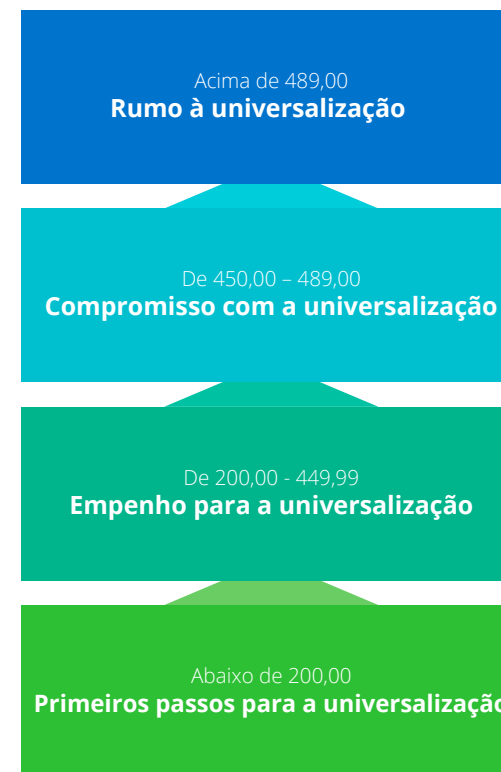 Acima de 489,00
Rumo à universalização
De 450,00 – 489,00
Compromisso com a universalização
De 200,00 - 449,99
Empenho para a universalização
Abaixo de 200,00
Primeiros passos para a universalização